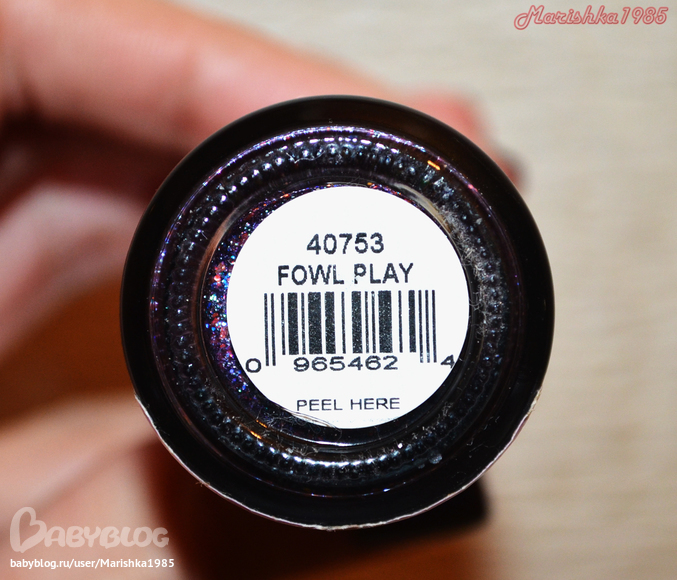 Marishka1985
40753
FOWL PLAY
0 965462 4
PEEL HERE
BABYBLOG
babyblog.ru/user/Marishka1985